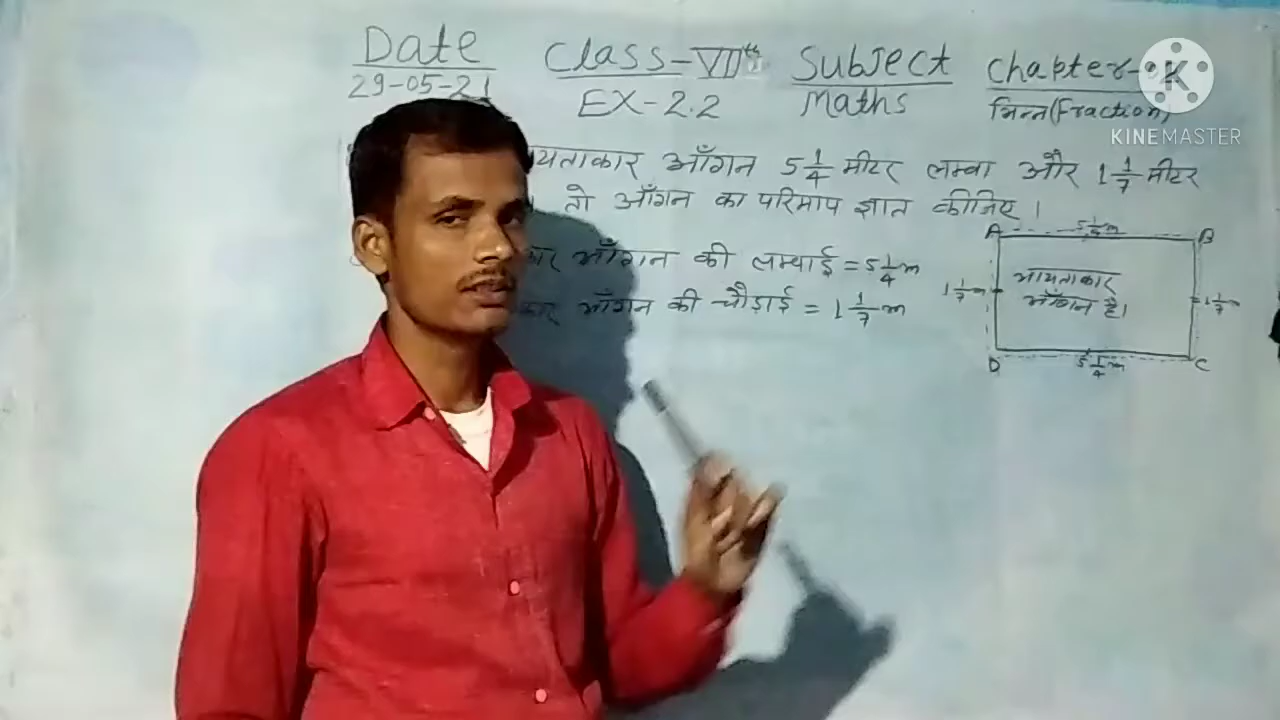 Date Class-VIIth Subject Chapter-
29-05-21 EX-2.2 Maths भिन्न(Fraction)
KINEMASTER
आँगन 5 1/4 मीटर लम्बा और 1 1/7 मीटर
तो आँगन का परिमाप ज्ञात कीजिए।
आँगन की लम्बाई = 5 1/4 m
आँगन की चौड़ाई = 1 1/7 m
A 5 1/4 m B
1 1/7 m आयताकार 1 1/7 m
आँगन है।
D 5 1/4 m C